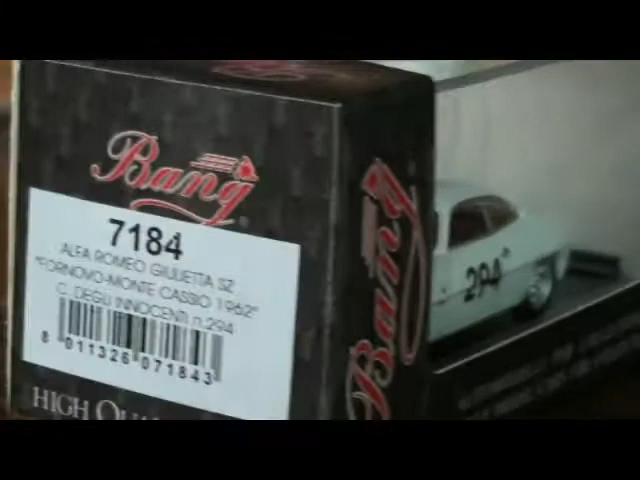 Bang
7184
ALFA ROMEO GIULIETTA SZ
"FORNOVO-MONTE CASSIO 1962"
C. DEGLI INNOCENTI n.294
8 011326 071843
HIGH
Bang
294